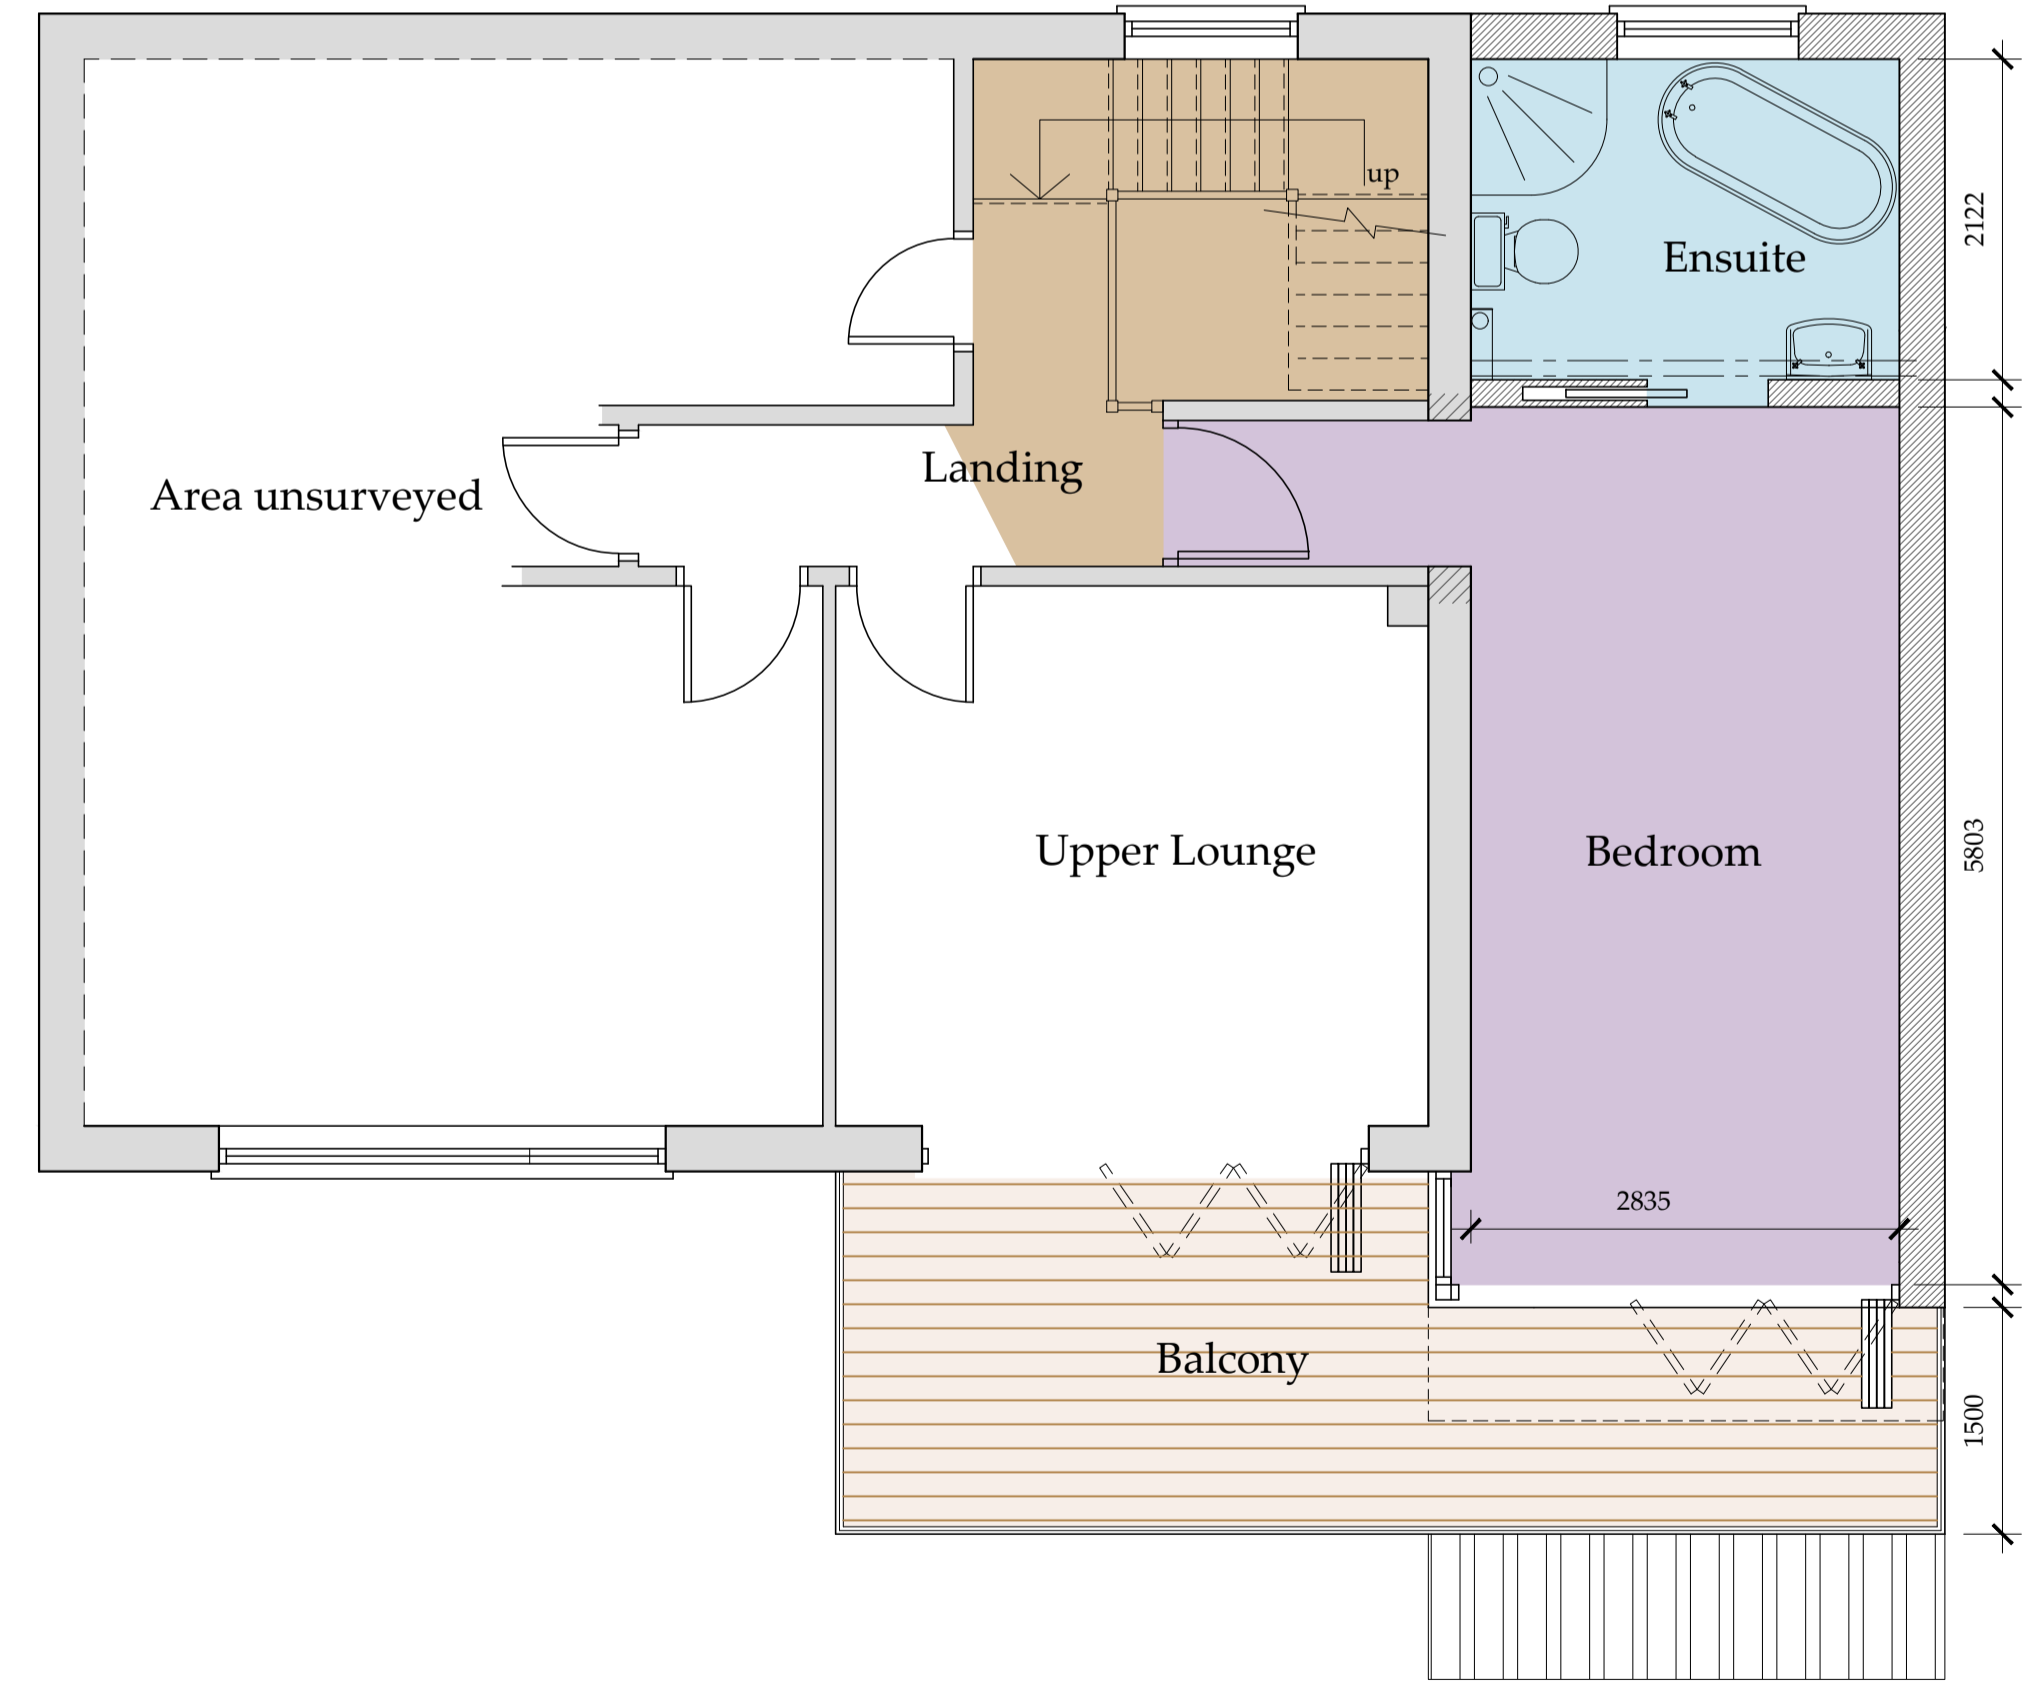 up
2122
Ensuite
Landing
Area unsurveyed
Upper Lounge
Bedroom
5803
2835
Balcony
1500